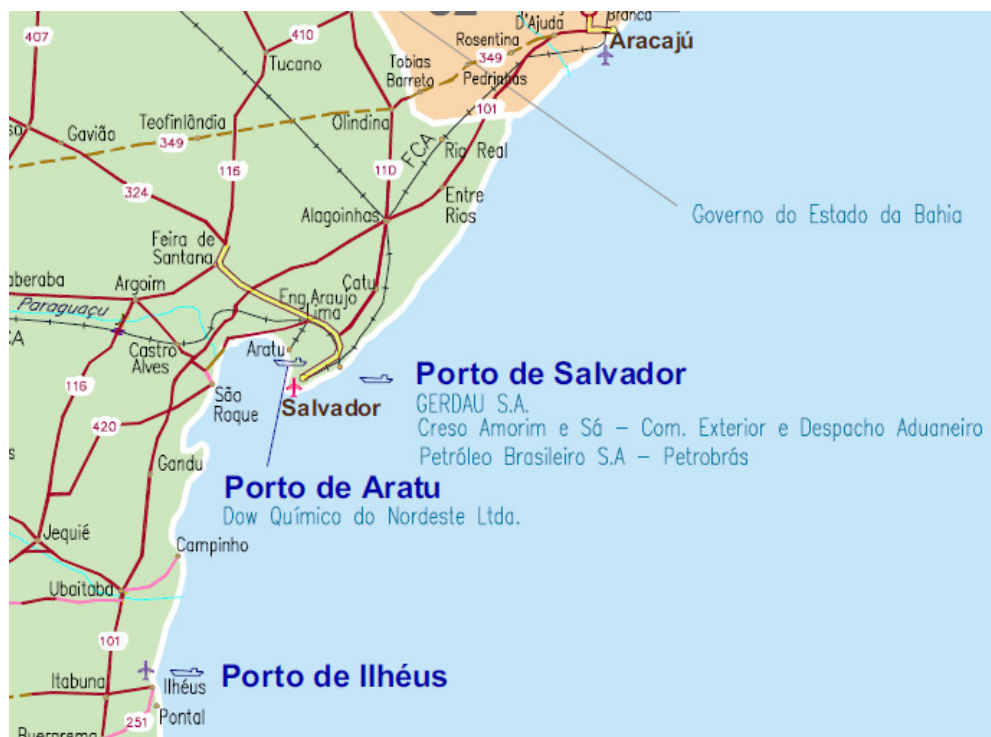 407
410
D'Ajuda
Branca
Aracajú
Rosentina
349
Tucano
Tobias
Barreto
Pedrinhas
101
Gavião
Teofinlândia
Olindina
349
FCA
Rio Real
324
116
110
Entre
Rios
Alagoinhas
Governo do Estado da Bahia
Feira de
Santana
Argoim
Catu
Eng.Araujo
Lima
Paraguaçu
Castro
Alves
Aratu
116
São
Roque
Salvador
Porto de Salvador
GERDAU S.A.
Creso Amorim e Sá – Com. Exterior e Despacho Aduaneiro
Petróleo Brasileiro S.A – Petrobrás
420
Gandu
Porto de Aratu
Dow Químico do Nordeste Ltda.
Jequié
Campinho
Ubaitaba
101
Itabuna
Ilhéus
Porto de Ilhéus
251
Pontal